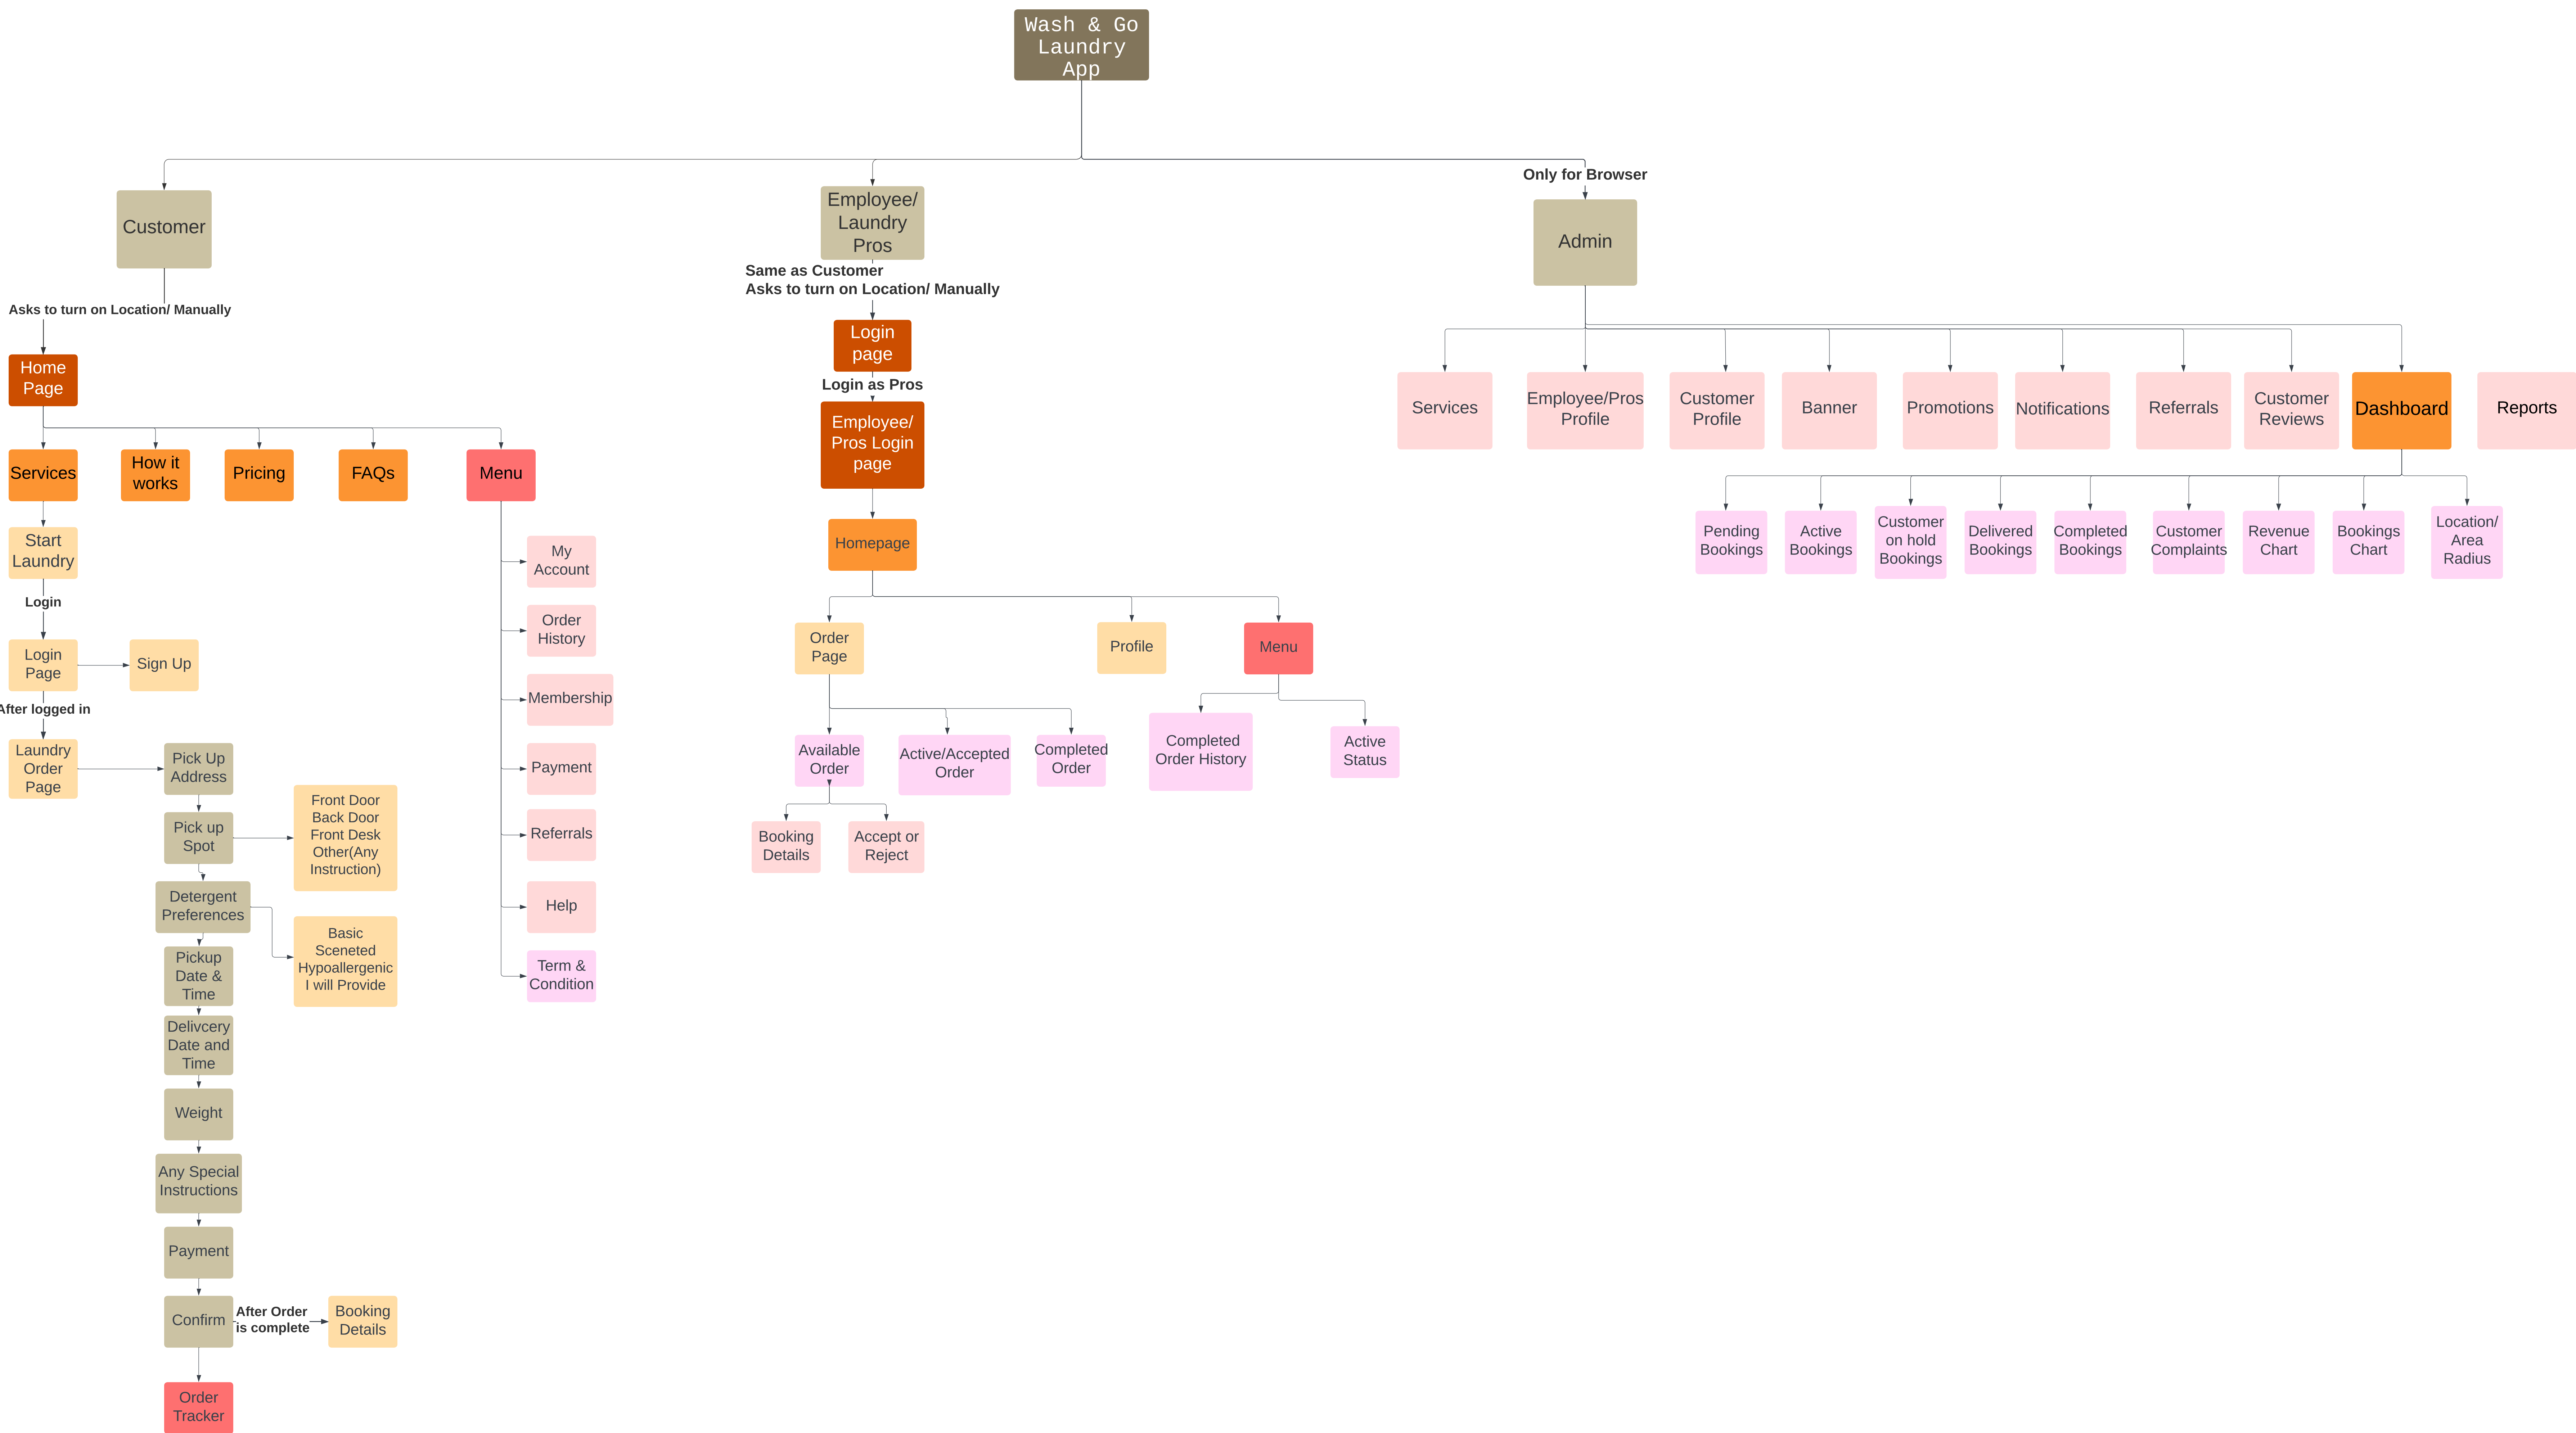 Wash & Go
Laundry
App
Only for Browser
Customer
Employee/
Laundry
Pros
Admin
Same as Customer
Asks to turn on Location/ Manually
Asks to turn on Location/ Manually
Home
Page
Services
How it
works
Pricing
FAQs
Menu
Start
Laundry
Login
Login
Page
Sign Up
After logged in
Laundry
Order
Page
Pick Up
Address
Pick up
Spot
Front Door
Back Door
Front Desk
Other(Any
Instruction)
Detergent
Preferences
Basic
Sceneted
Hypoallergenic
I will Provide
Pickup
Date &
Time
Delivcery
Date and
Time
Weight
Any Special
Instructions
Payment
Confirm
After Order
is complete
Booking
Details
Order
Tracker
My
Account
Order
History
Membership
Payment
Referrals
Help
Term &
Condition
Login
page
Login as Pros
Employee/
Pros Login
page
Homepage
Order
Page
Profile
Menu
Available
Order
Active/Accepted
Order
Completed
Order
Completed
Order History
Active
Status
Booking
Details
Accept or
Reject
Services
Employee/Pros
Profile
Customer
Profile
Banner
Promotions
Notifications
Referrals
Customer
Reviews
Dashboard
Reports
Pending
Bookings
Active
Bookings
Customer
on hold
Bookings
Delivered
Bookings
Completed
Bookings
Customer
Complaints
Revenue
Chart
Bookings
Chart
Location/
Area
Radius